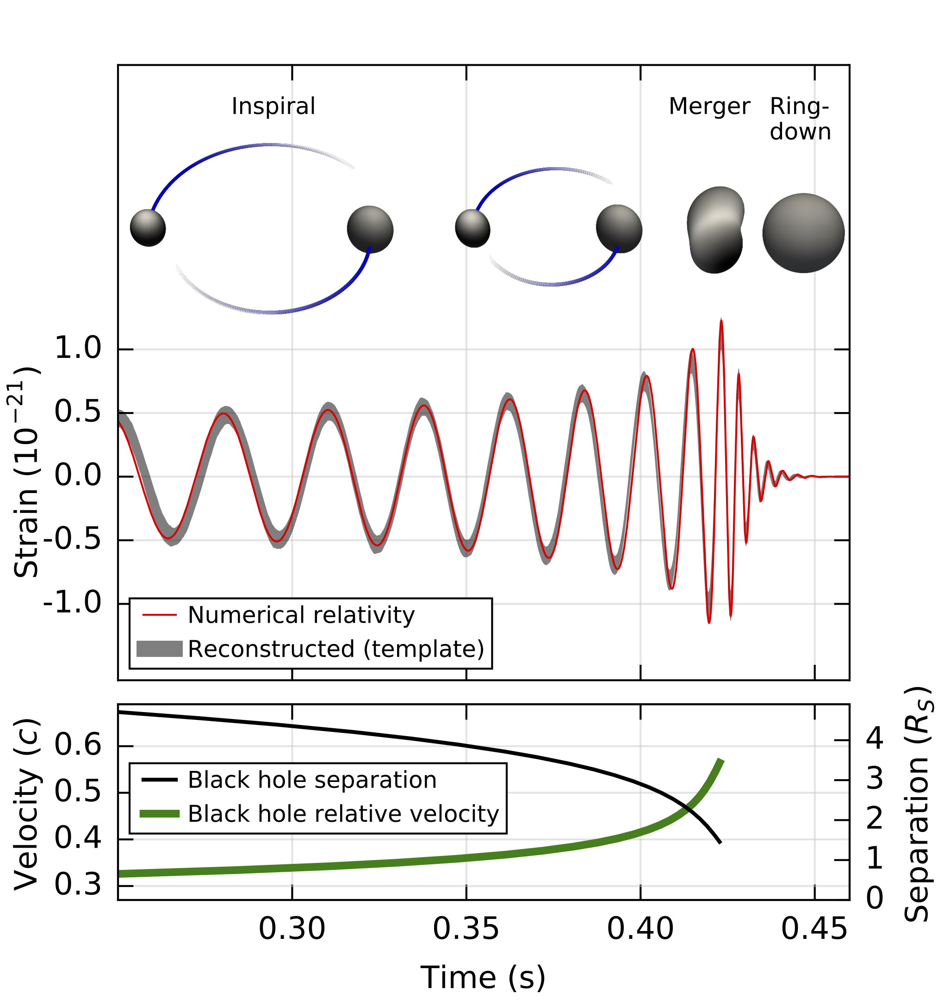 Inspiral
Merger
Ring-
down
1.0
0.5
0.0
-0.5
-1.0
Strain (10⁻²¹)
Numerical relativity
Reconstructed (template)
0.6
0.5
0.4
0.3
Velocity (c)
Black hole separation
Black hole relative velocity
4
3
2
1
0
Separation (R_S)
0.30 0.35 0.40 0.45
Time (s)